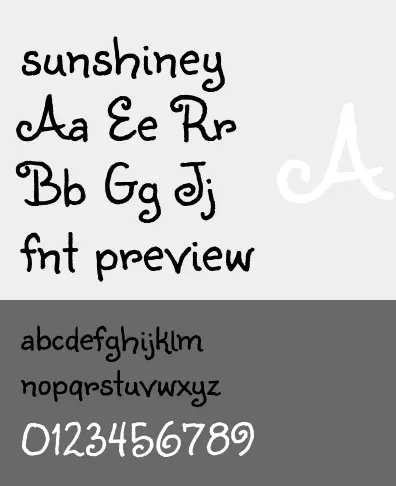 sunshiney
Aa Ee Rr
A
Bb Gg Jj
fnt preview
abcdefghijklm
nopqrstuvwxyz
0123456789